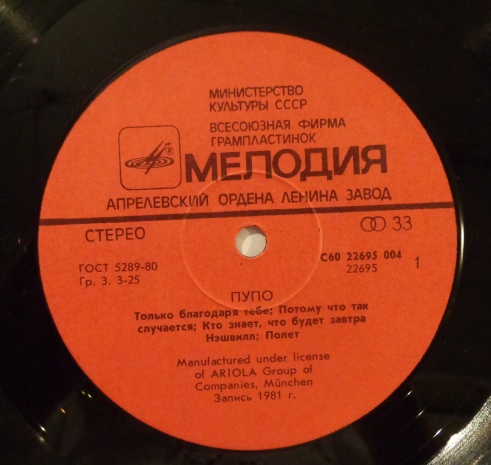 МИНИСТЕРСТВО
КУЛЬТУРЫ СССР
ВСЕСОЮЗНАЯ ФИРМА
ГРАМПЛАСТИНОК
МЕЛОДИЯ
АПРЕЛЕВСКИЙ ОРДЕНА ЛЕНИНА ЗАВОД
СТЕРЕО
33
ГОСТ 5289-80
Гр. 3. 3-25
С60 22695 004
22695
1
ПУПО
Только благодаря тебе; Потому что так
случается; Кто знает, что будет завтра
Нэшвилл; Полет
Manufactured under license
of ARIOLA Group of
Companies, München
Запись 1981 г.